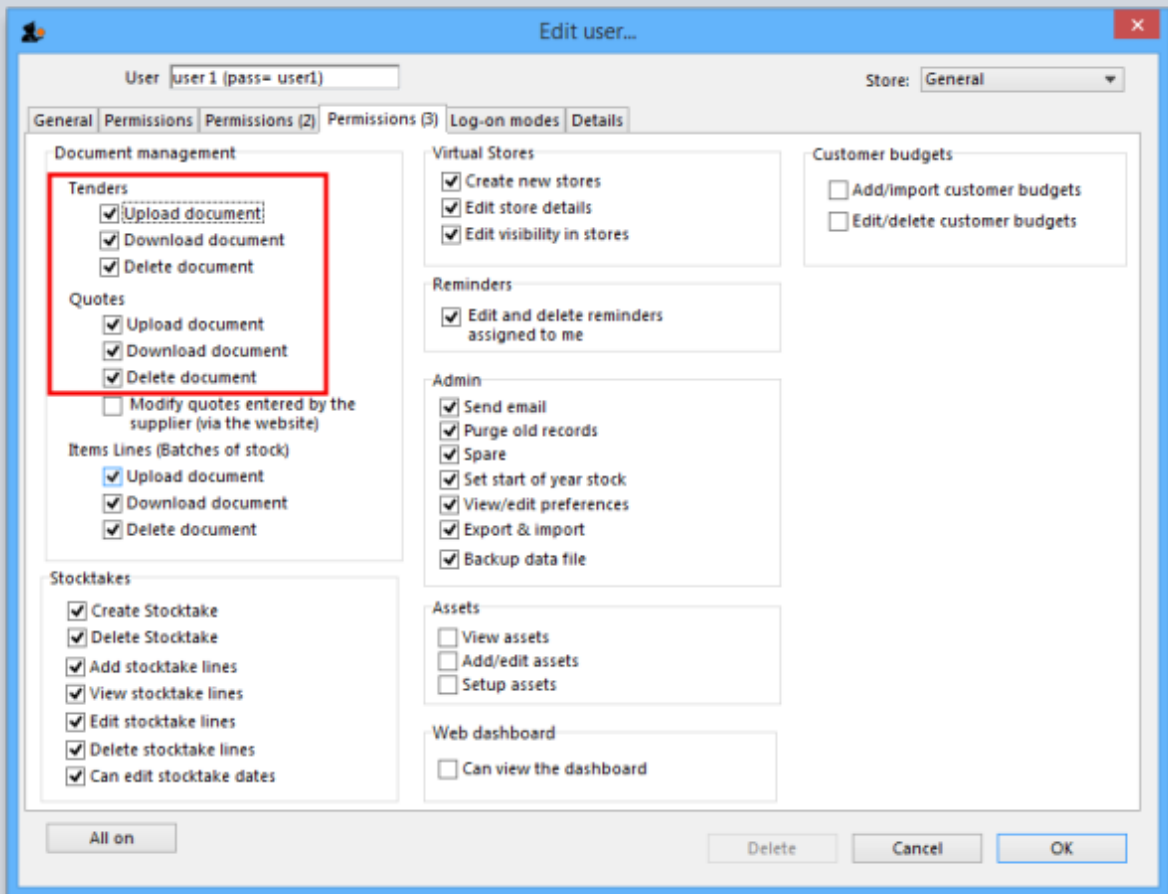 Edit user...
User user 1 (pass= user1)
Store: General
General Permissions Permissions (2) Permissions (3) Log-on modes Details
Document management
Tenders
Upload document
Download document
Delete document
Quotes
Upload document
Download document
Delete document
Modify quotes entered by the
supplier (via the website)
Items Lines (Batches of stock)
Upload document
Download document
Delete document
Stocktakes
Create Stocktake
Delete Stocktake
Add stocktake lines
View stocktake lines
Edit stocktake lines
Delete stocktake lines
Can edit stocktake dates
Virtual Stores
Create new stores
Edit store details
Edit visibility in stores
Reminders
Edit and delete reminders
assigned to me
Admin
Send email
Purge old records
Spare
Set start of year stock
View/edit preferences
Export & import
Backup data file
Assets
View assets
Add/edit assets
Setup assets
Web dashboard
Can view the dashboard
Customer budgets
Add/import customer budgets
Edit/delete customer budgets
All on
Delete
Cancel
OK